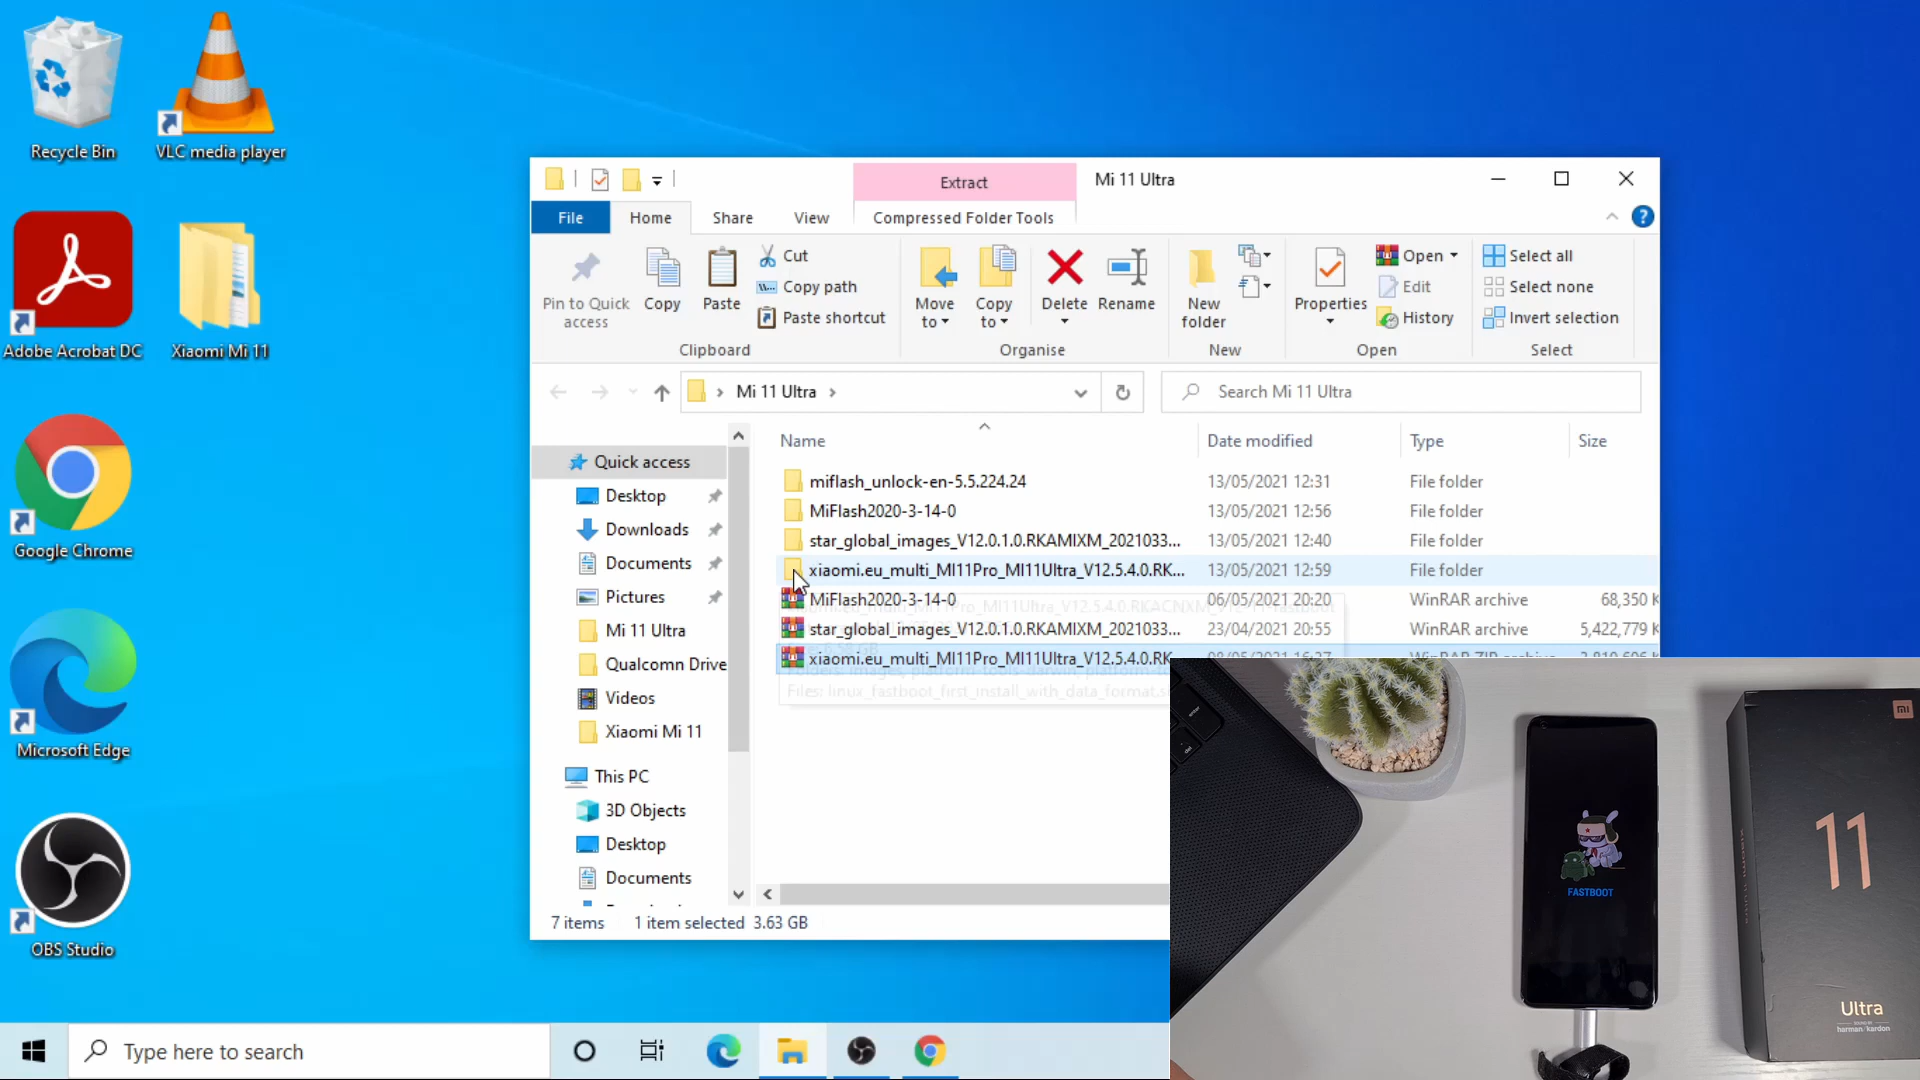 Recycle Bin
VLC media player
Adobe Acrobat DC
Xiaomi Mi 11
Google Chrome
Microsoft Edge
OBS Studio
Extract
Mi 11 Ultra
File
Home
Share
View
Compressed Folder Tools
Pin to Quick
access
Copy
Paste
Cut
Copy path
Paste shortcut
Clipboard
Move
to
Copy
to
Delete
Rename
Organise
New
folder
New
Properties
Open
Edit
History
Open
Select all
Select none
Invert selection
Select
Mi 11 Ultra
Search Mi 11 Ultra
Quick access
Desktop
Downloads
Documents
Pictures
Mi 11 Ultra
Qualcomn Drive
Videos
Xiaomi Mi 11
This PC
3D Objects
Desktop
Documents
Name Date modified Type Size
miflash_unlock-en-5.5.224.24 13/05/2021 12:31 File folder
MiFlash2020-3-14-0 13/05/2021 12:56 File folder
star_global_images_V12.0.1.0.RKAMIXM_2021033... 13/05/2021 12:40 File folder
xiaomi.eu_multi_MI11Pro_MI11Ultra_V12.5.4.0.RK... 13/05/2021 12:59 File folder
MiFlash2020-3-14-0 06/05/2021 20:20 WinRAR archive 68,350 K
star_global_images_V12.0.1.0.RKAMIXM_2021033... 23/04/2021 20:55 WinRAR archive 5,422,779 K
xiaomi.eu_multi_MI11Pro_MI11Ultra_V12.5.4.0.RK
Files: linux_fastboot_first_install_with_data_format.s
7 items 1 item selected 3.63 GB
Type here to search
FASTBOOT
mi
11
Ultra
harman/kardon